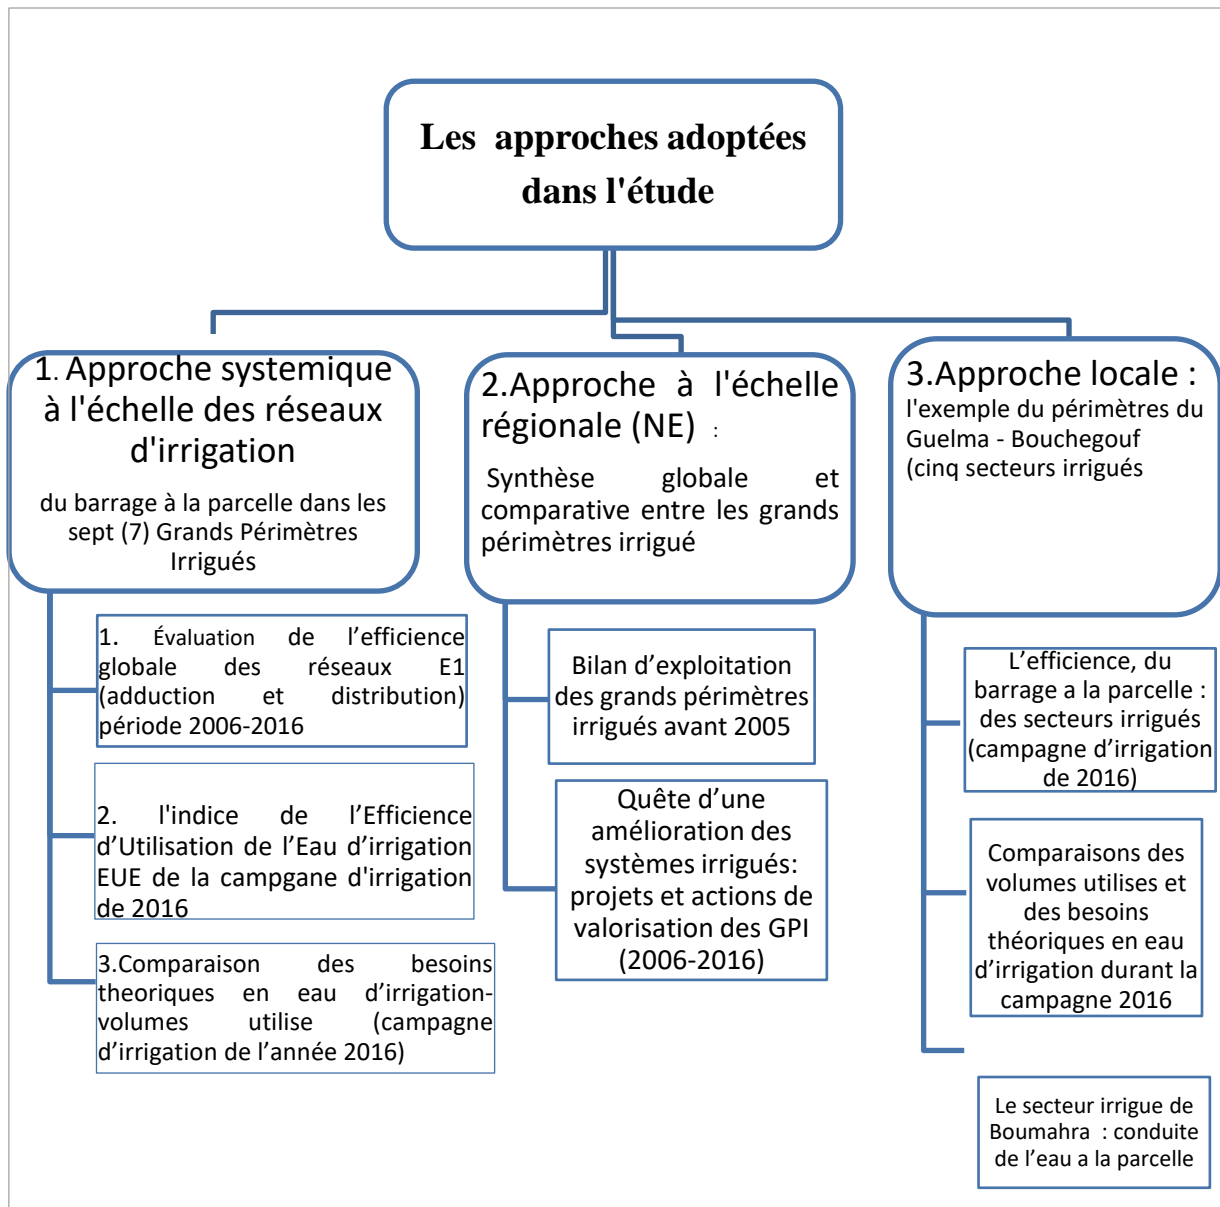 Les approches adoptées
dans l'étude
1. Approche systemique
à l'échelle des réseaux
d'irrigation
du barrage à la parcelle dans les
sept (7) Grands Périmètres
Irrigués
1. Évaluation de l’efficience
globale des réseaux E1
(adduction et distribution)
période 2006-2016
2. l'indice de l’Efficience
d’Utilisation de l’Eau d’irrigation
EUE de la campgane d'irrigation
de 2016
3.Comparaison des besoins
theoriques en eau d’irrigation-
volumes utilise (campagne
d’irrigation de l’année 2016)
2.Approche à l'échelle
régionale (NE) :
Synthèse globale et
comparative entre les grands
périmètres irrigué
Bilan d’exploitation
des grands périmètres
irrigués avant 2005
Quête d’une
amélioration des
systèmes irrigués:
projets et actions de
valorisation des GPI
(2006-2016)
3.Approche locale :
l'exemple du périmètres du
Guelma - Bouchegouf
(cinq secteurs irrigués
L’efficience, du
barrage a la parcelle :
des secteurs irrigués
(campagne d’irrigation
de 2016)
Comparaisons des
volumes utilises et
des besoins
théoriques en eau
d’irrigation durant la
campagne 2016
Le secteur irrigue de
Boumahra : conduite
de l’eau a la parcelle